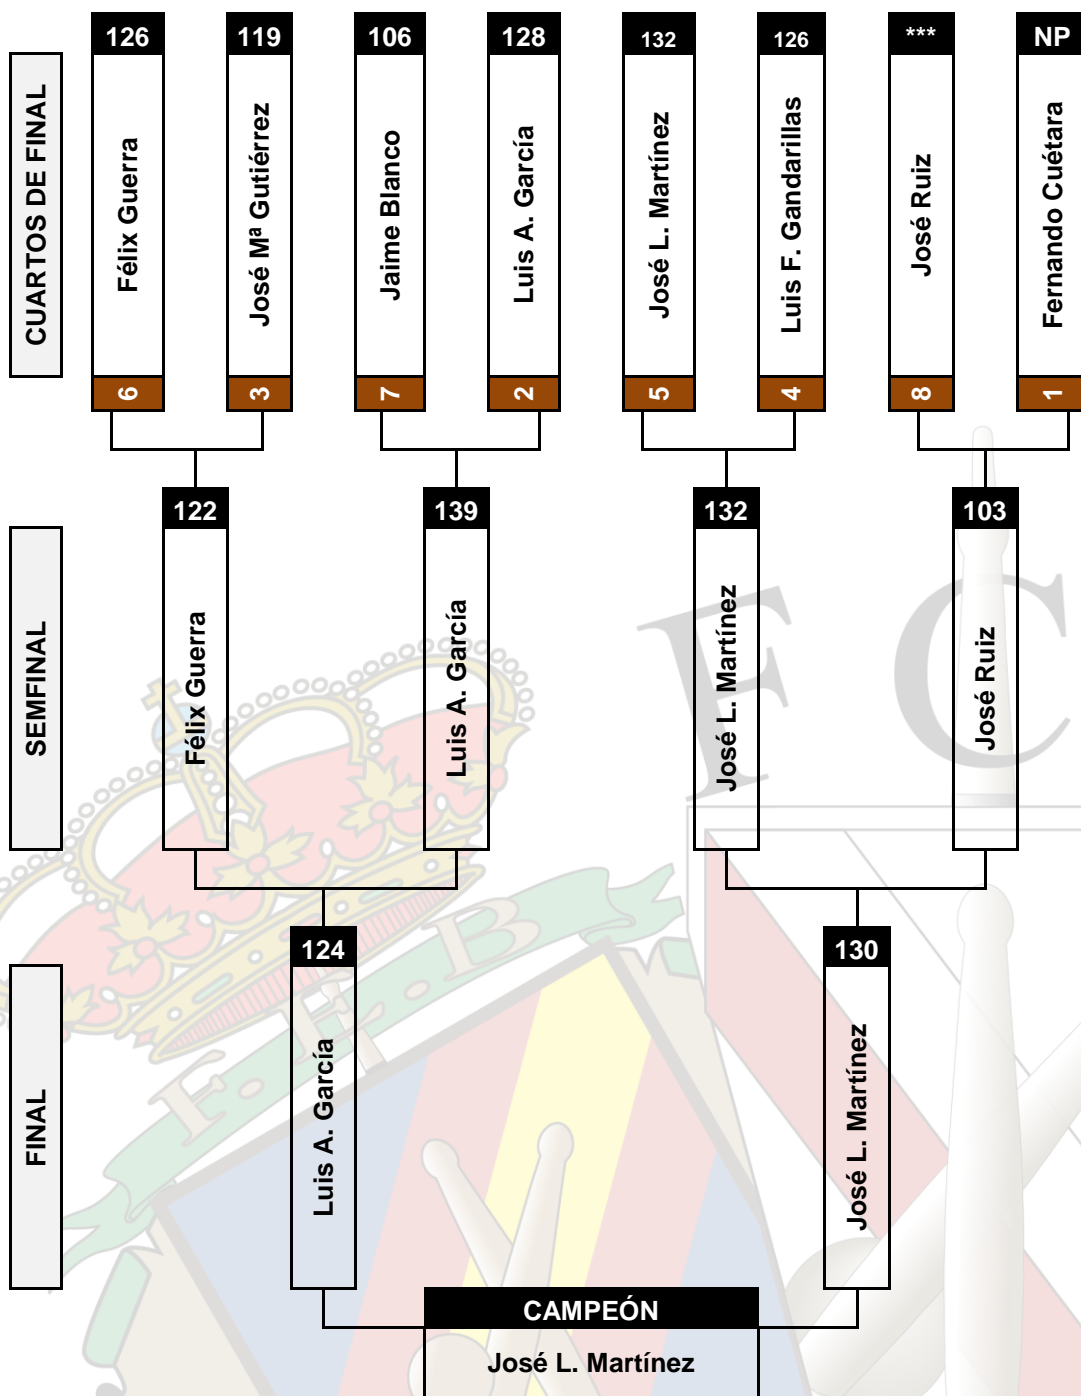 126 119 106 128 132 126 *** NP
CUARTOS DE FINAL
Félix Guerra
José Mª Gutiérrez
Jaime Blanco
Luis A. García
José L. Martínez
Luis F. Gandarillas
José Ruiz
Fernando Cuétara
6 3 7 2 5 4 8 1
122 139 132 103
SEMFINAL
Félix Guerra
Luis A. García
José L. Martínez
José Ruiz
F C
F. E. B
124 130
FINAL
Luis A. García
José L. Martínez
CAMPEÓN
José L. Martínez